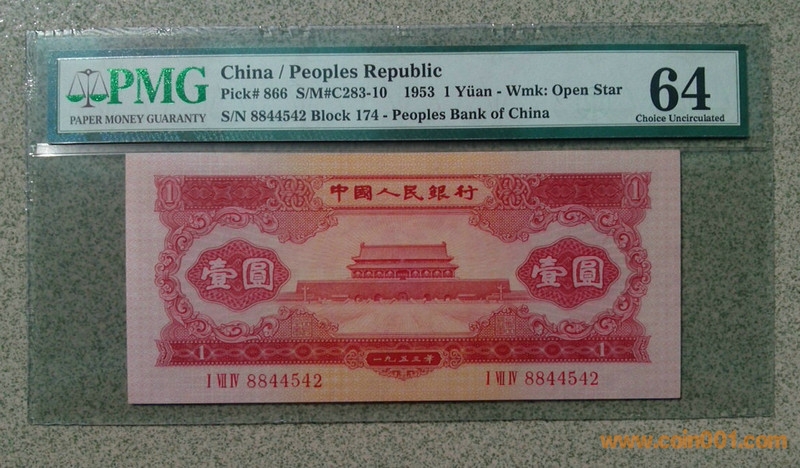 PMG
PAPER MONEY GUARANTY
China / Peoples Republic
Pick# 866 S/M#C283-10 1953 1 Yüan - Wmk: Open Star
S/N 8844542 Block 174 - Peoples Bank of China
64
Choice Uncirculated
1
中國人民銀行
1
壹圓
壹圓
1
一九五三年
1
I VII IV 8844542
I VII IV 8844542
www.coin001.com